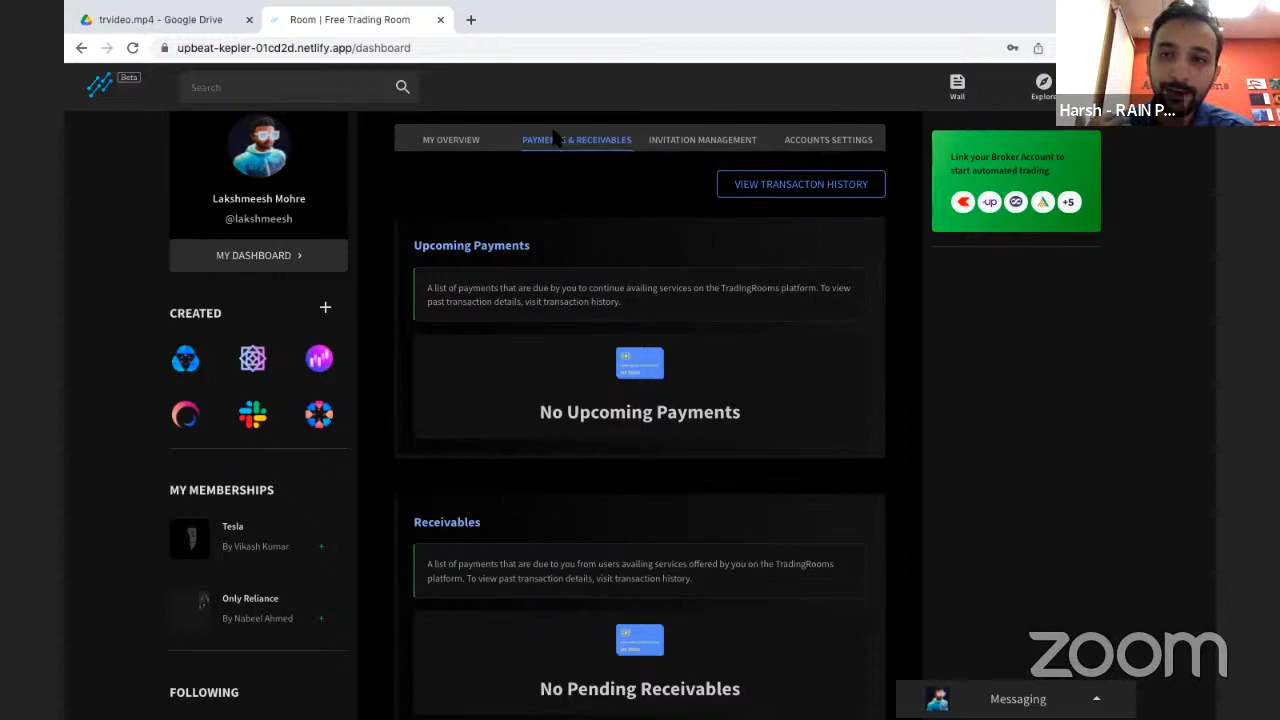 trvideo.mp4 - Google Drive
Room | Free Trading Room
upbeat-kepler-01cd2d.netlify.app/dashboard
Beta
Search
Wall
Explore
Harsh - RAIN P...
Lakshmeesh Mohre
@lakshmeesh
MY DASHBOARD
CREATED
MY MEMBERSHIPS
Tesla
By Vikash Kumar
Only Reliance
By Nabeel Ahmed
FOLLOWING
MY OVERVIEW
PAYMENTS & RECEIVABLES
INVITATION MANAGEMENT
ACCOUNTS SETTINGS
VIEW TRANSACTON HISTORY
Upcoming Payments
A list of payments that are due by you to continue availing services on the TradingRooms platform. To view
past transaction details, visit transaction history.
No Upcoming Payments
Receivables
A list of payments that are due to you from users availing services offered by you on the TradingRooms
platform. To view past transaction details, visit transaction history.
No Pending Receivables
Link your Broker Account to
start automated trading
up
+5
zoom
Messaging